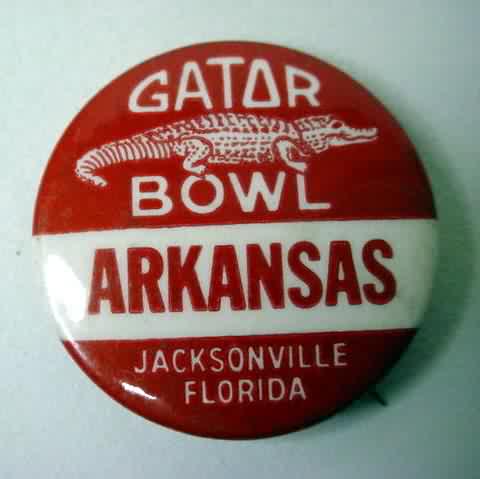 GATOR
BOWL
ARKANSAS
JACKSONVILLE
FLORIDA